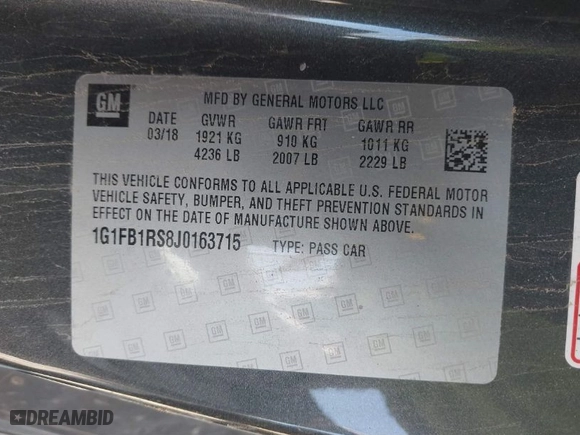 GM
MFD BY GENERAL MOTORS LLC
DATE GVWR GAWR FRT GAWR RR
03/18 1921 KG 910 KG 1011 KG
4236 LB 2007 LB 2229 LB
THIS VEHICLE CONFORMS TO ALL APPLICABLE U.S. FEDERAL MOTOR
VEHICLE SAFETY, BUMPER, AND THEFT PREVENTION STANDARDS IN
EFFECT ON THE DATE OF MANUFACTURE SHOWN ABOVE.
1G1FB1RS8J0163715 TYPE: PASS CAR
DREAMBID